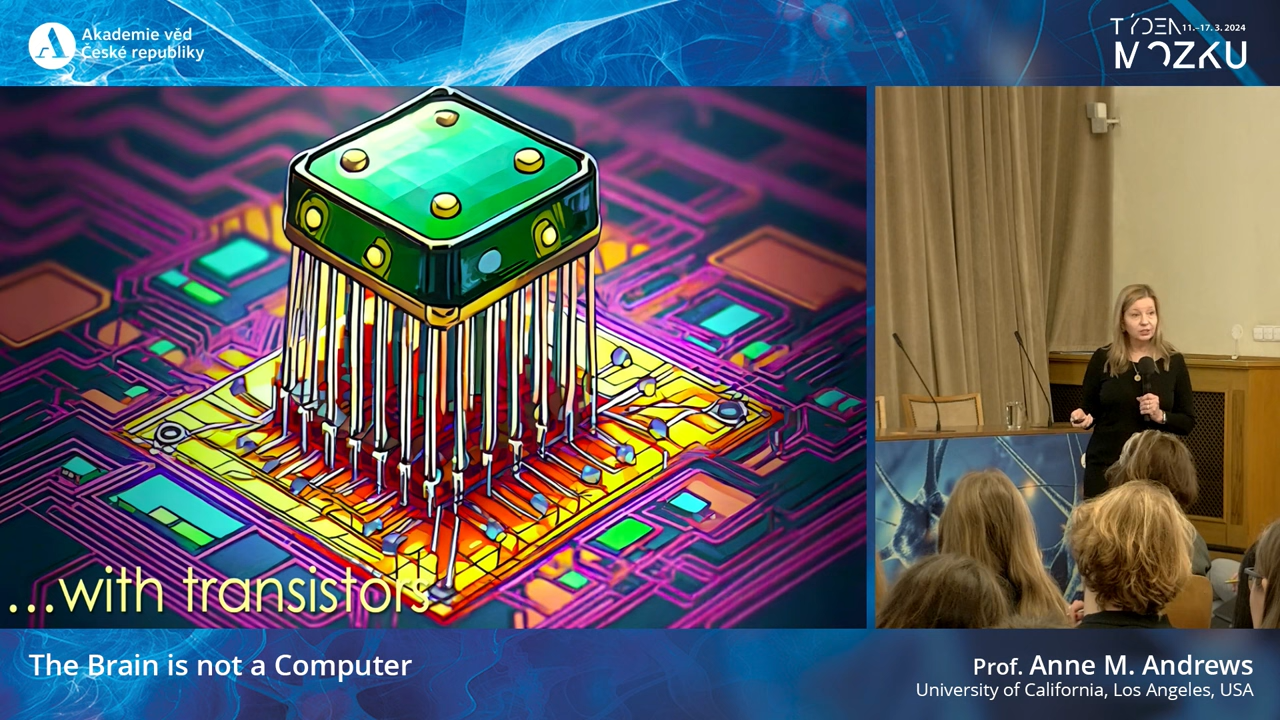 Akademie věd
České republiky
TÝDEN 11.–17. 3. 2024
MOZKU
...with transistors
The Brain is not a Computer
Prof. Anne M. Andrews
University of California, Los Angeles, USA